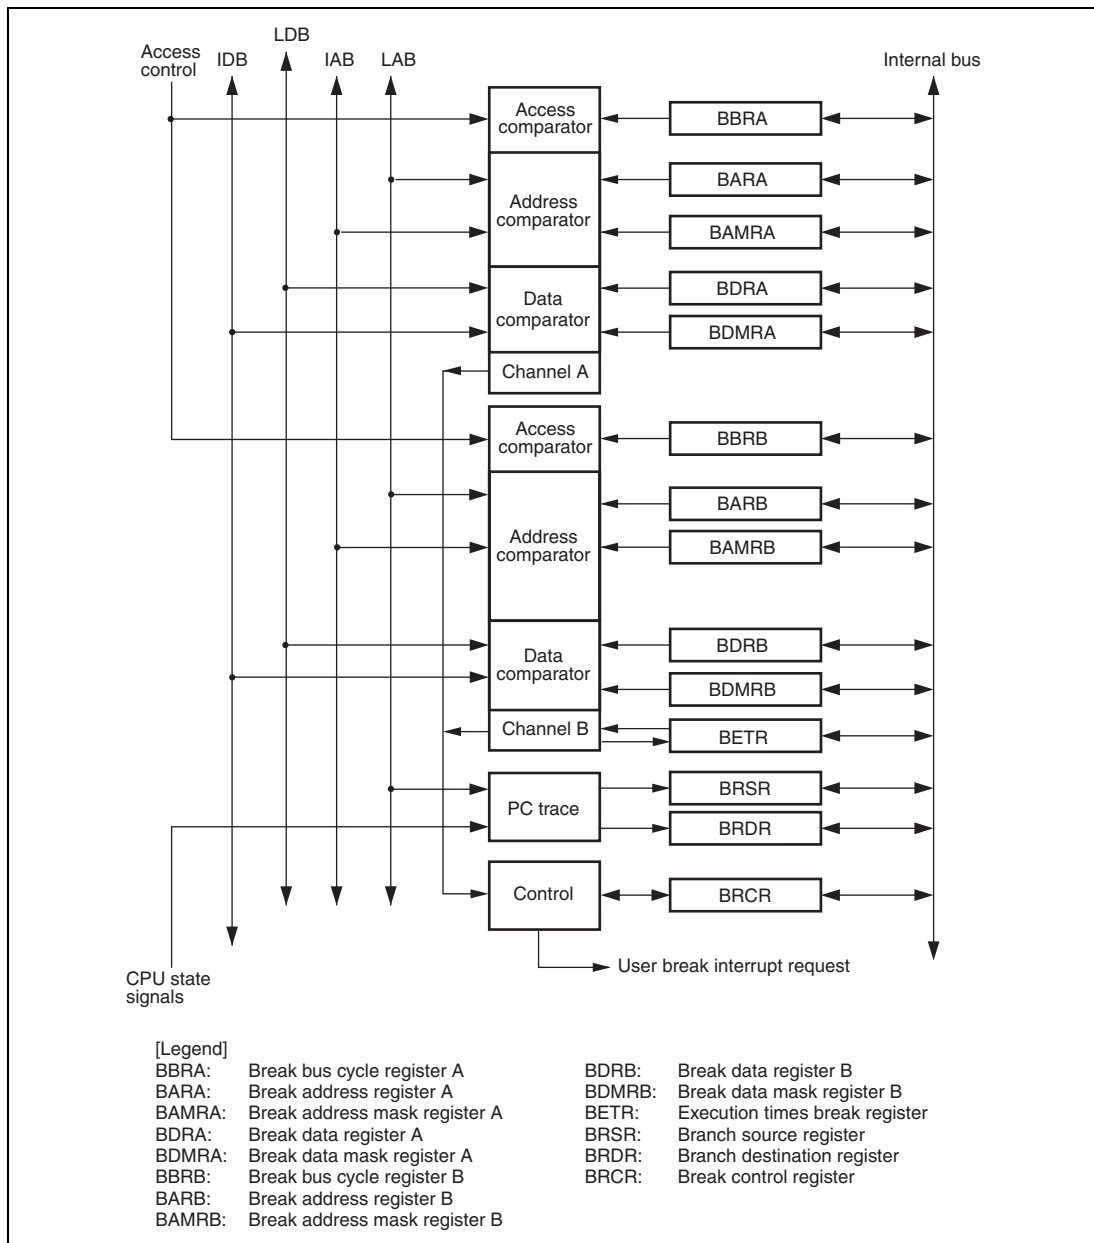 Access
control
IDB
LDB
IAB
LAB
Internal bus
Access
comparator
BBRA
Address
comparator
BARA
BAMRA
Data
comparator
BDRA
BDMRA
Channel A
Access
comparator
BBRB
Address
comparator
BARB
BAMRB
Data
comparator
BDRB
BDMRB
Channel B
BETR
PC trace
BRSR
BRDR
Control
BRCR
User break interrupt request
CPU state
signals
[Legend]
BBRA: Break bus cycle register A
BARA: Break address register A
BAMRA: Break address mask register A
BDRA: Break data register A
BDMRA: Break data mask register A
BBRB: Break bus cycle register B
BARB: Break address register B
BAMRB: Break address mask register B
BDRB: Break data register B
BDMRB: Break data mask register B
BETR: Execution times break register
BRSR: Branch source register
BRDR: Branch destination register
BRCR: Break control register